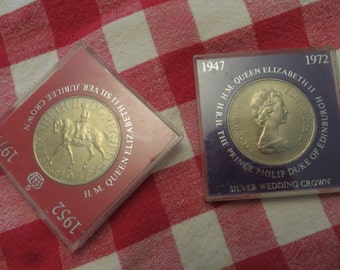 H.M. QUEEN ELIZABETH II SILVER JUBILEE CROWN
1952
1947
1972
H.M. QUEEN ELIZABETH II
H.R.H. THE PRINCE PHILIP DUKE OF EDINBURGH
SILVER WEDDING CROWN